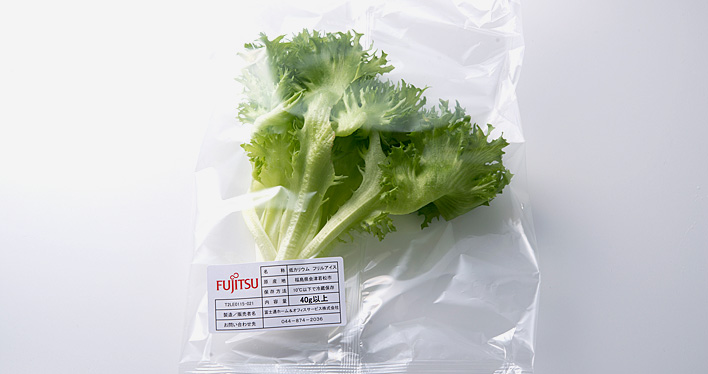 FUJITSU
T2LE0115-021
名 称 低カリウム フリルアイス
原 産 地 福島県会津若松市
保 存 方 法 10℃以下で冷蔵保存
内 容 量 40g以上
製造/販売者名 富士通ホーム&オフィスサービス株式会社
お問い合わせ先 044-874-2036